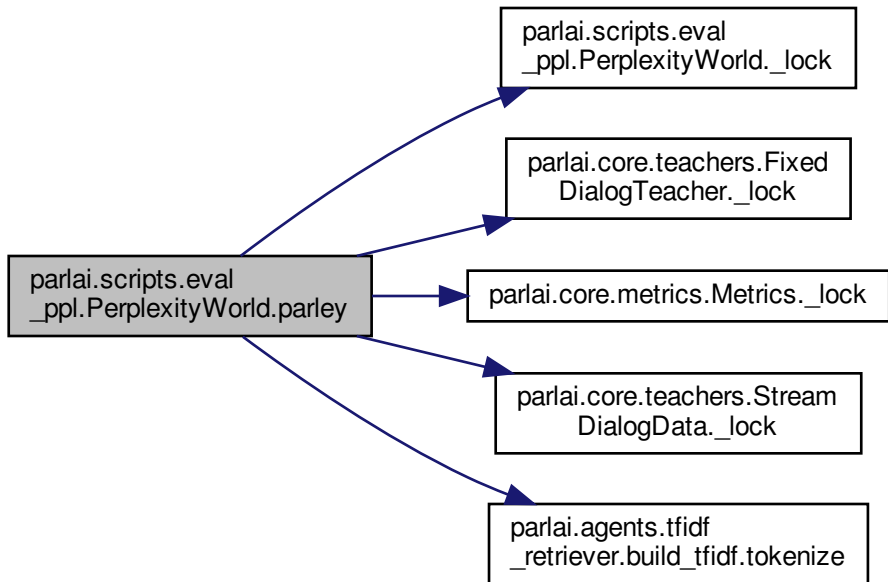 parlai.scripts.eval
_ppl.PerplexityWorld._lock
parlai.core.teachers.Fixed
DialogTeacher._lock
parlai.scripts.eval
_ppl.PerplexityWorld.parley
parlai.core.metrics.Metrics._lock
parlai.core.teachers.Stream
DialogData._lock
parlai.agents.tfidf
_retriever.build_tfidf.tokenize